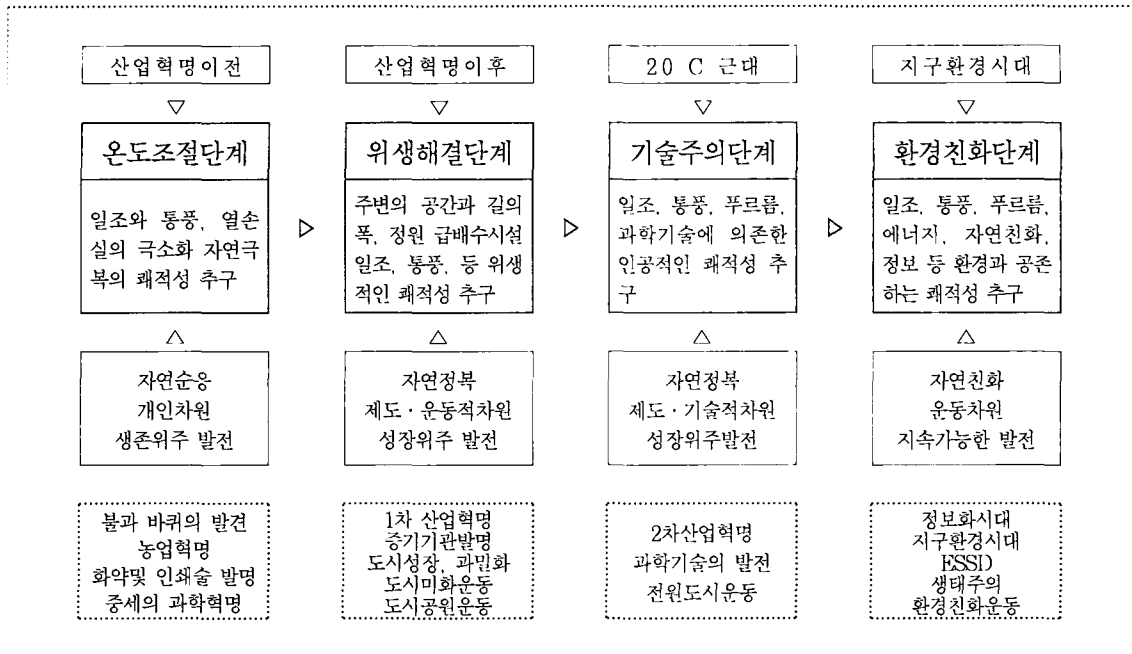 산업혁명이전
산업혁명이후
20 C 근대
지구환경시대
▽
▽
▽
▽
온도조절단계
위생해결단계
기술주의단계
환경친화단계
일조와 통풍, 열손
실의 극소화 자연극
복의 쾌적성 추구
▷
주변의 공간과 길의
폭, 정원 급배수시설
일조, 통풍, 등 위생
적인 쾌적성 추구
▷
일조, 통풍, 푸르름,
과학기술에 의존한
인공적인 쾌적성 추
구
▷
일조, 통풍, 푸르름,
에너지, 자연친화,
정보 등 환경과 공존
하는 쾌적성 추구
△
△
△
△
자연순응
개인차원
생존위주 발전
자연정복
제도·운동적차원
성장위주 발전
자연정복
제도·기술적차원
성장위주발전
자연친화
운동차원
지속가능한 발전
불과 바퀴의 발견
농업혁명
화약및 인쇄술 발명
중세의 과학혁명
1차 산업혁명
증기기관발명
도시성장, 과밀화
도시미화운동
도시공원운동
2차산업혁명
과학기술의 발전
전원도시운동
정보화시대
지구환경시대
ESSD
생태주의
환경친화운동